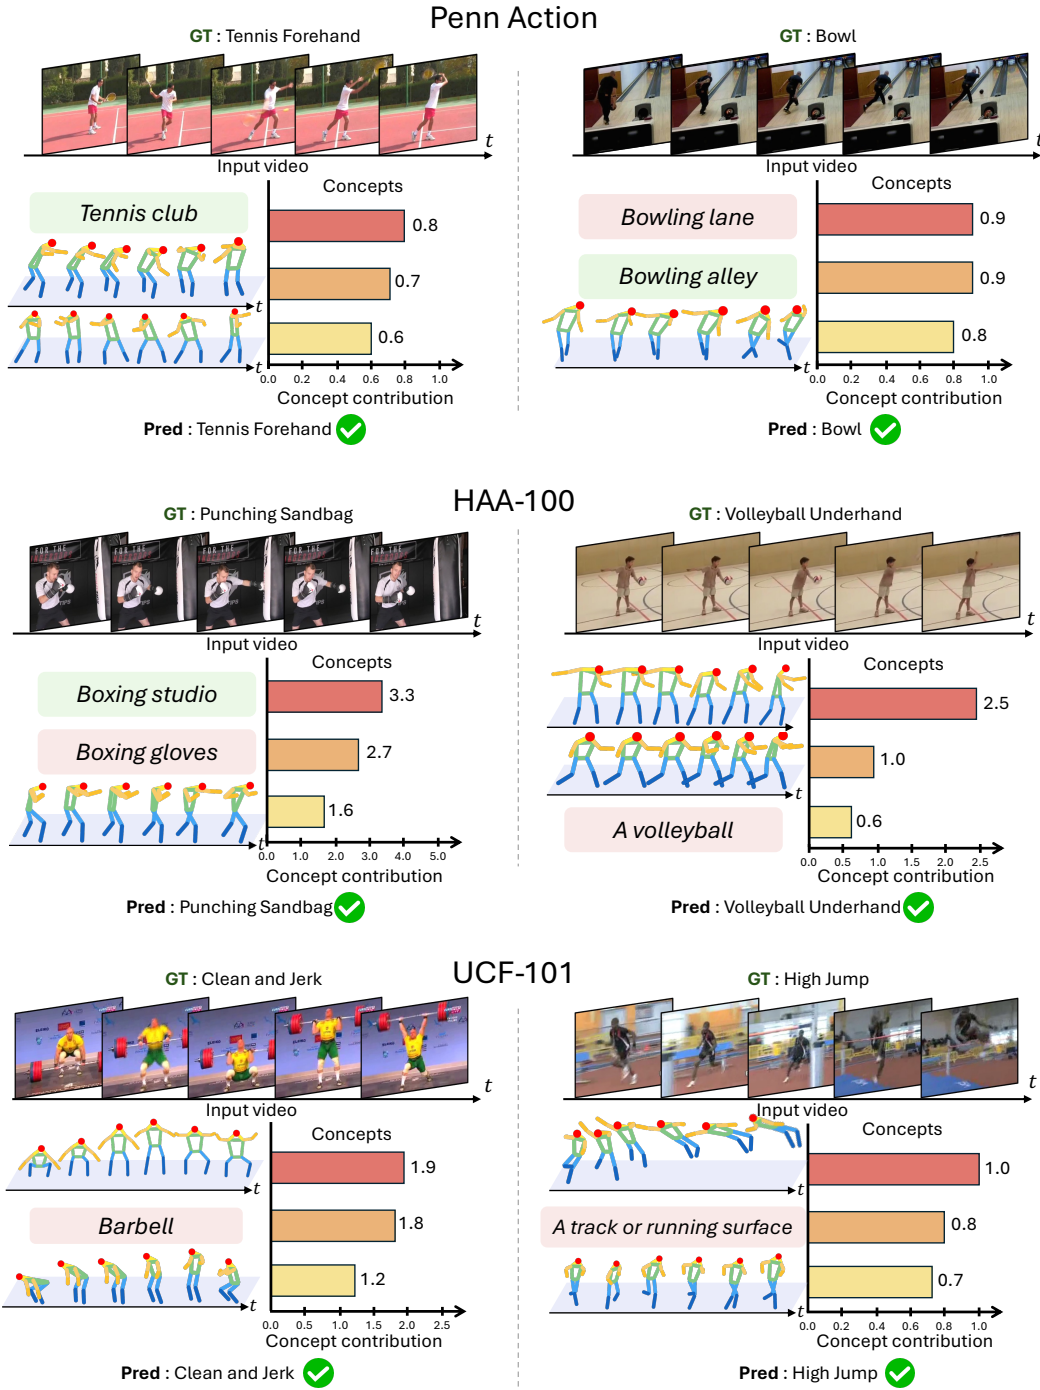 Penn Action
GT : Tennis Forehand
t
Input video
Concepts
Tennis club
0.8
t
0.7
t
0.6
0.0 0.2 0.4 0.6 0.8 1.0
Concept contribution
Pred : Tennis Forehand
GT : Bowl
t
Input video
Concepts
Bowling lane
0.9
Bowling alley
0.9
0.8
t
0.0 0.2 0.4 0.6 0.8 1.0
Concept contribution
Pred : Bowl
HAA-100
GT : Punching Sandbag
FOR THE
FOR THE
FOR THE
FOR THE
t
Input video
Concepts
Boxing studio
3.3
Boxing gloves
2.7
1.6
t
0.0 1.0 2.0 3.0 4.0 5.0
Concept contribution
Pred : Punching Sandbag
GT : Volleyball Underhand
t
Input video
Concepts
2.5
1.0
t
A volleyball
0.6
0.0 0.5 1.0 1.5 2.0 2.5
Concept contribution
Pred : Volleyball Underhand
UCF-101
GT : Clean and Jerk
t
Input video
Concepts
1.9
t
Barbell
1.8
1.2
t
0.0 0.5 1.0 1.5 2.0 2.5
Concept contribution
Pred : Clean and Jerk
GT : High Jump
t
Input video
Concepts
1.0
t
A track or running surface
0.8
0.7
t
0.0 0.2 0.4 0.6 0.8 1.0
Concept contribution
Pred : High Jump